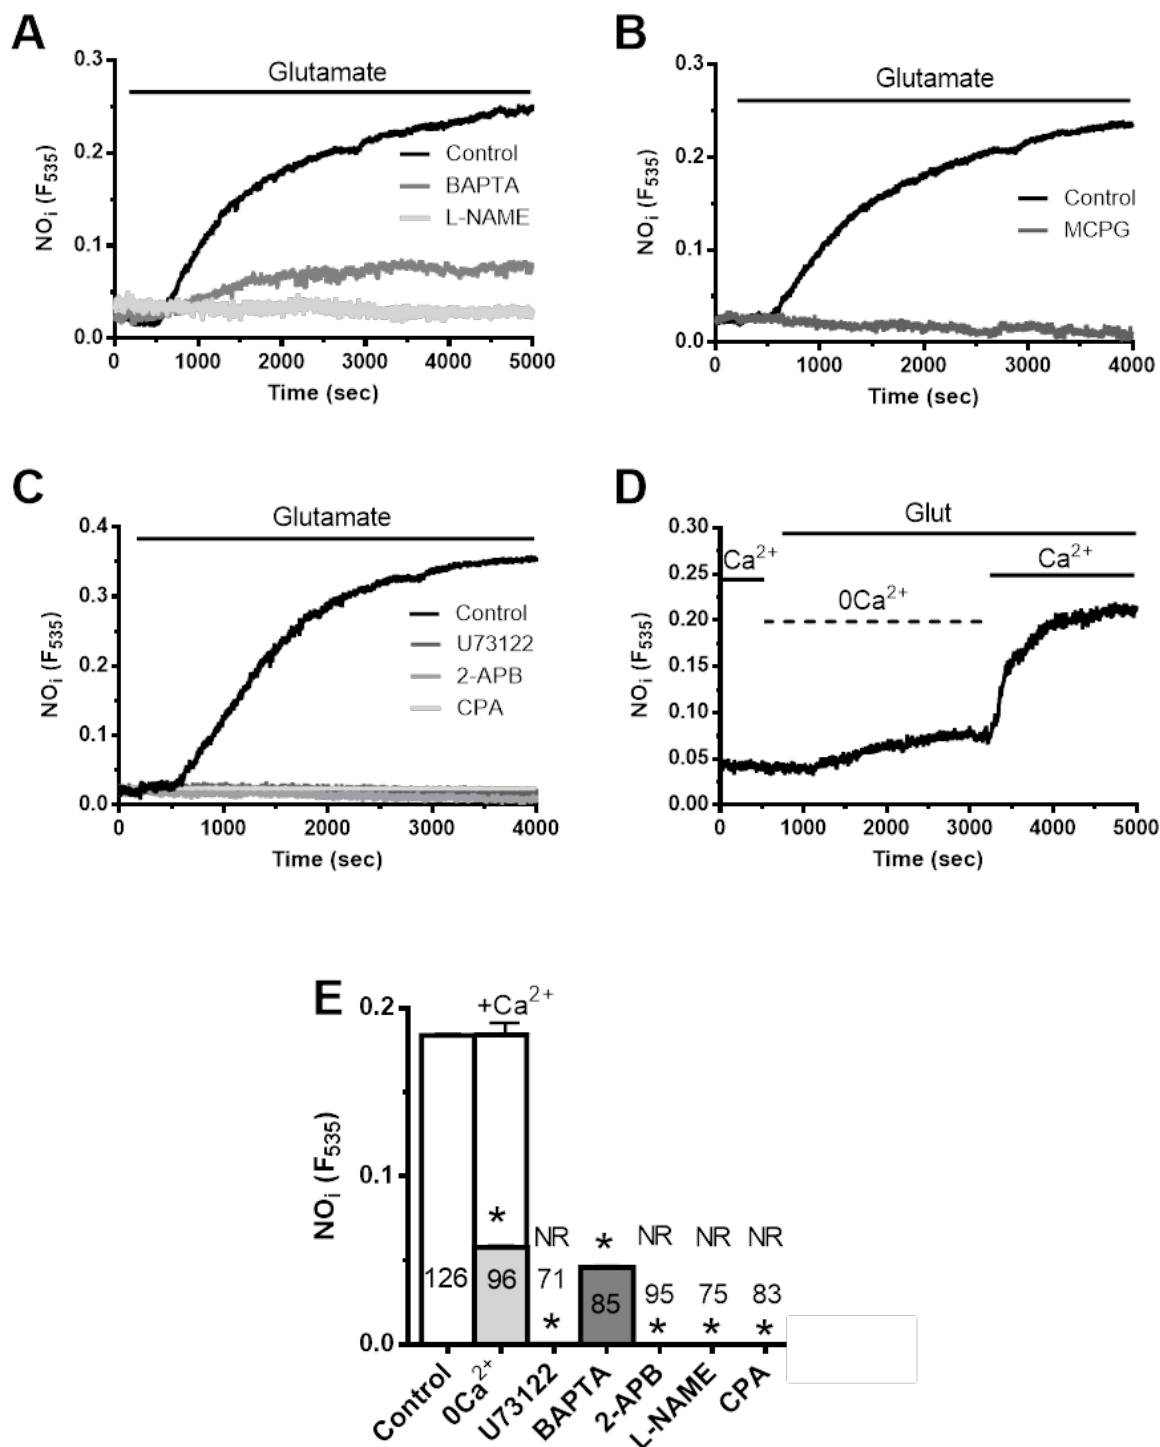 A
Glutamate
0.3
0.2
0.1
0.0
NOi (F535)
Control
BAPTA
L-NAME
0 1000 2000 3000 4000 5000
Time (sec)
B
Glutamate
0.3
0.2
0.1
0.0
NOi (F535)
Control
MCPG
0 1000 2000 3000 4000
Time (sec)
C
Glutamate
0.4
0.3
0.2
0.1
0.0
NOi (F535)
Control
U73122
2-APB
CPA
0 1000 2000 3000 4000
Time (sec)
D
Glut
0.30
0.25
0.20
0.15
0.10
0.05
0.00
NOi (F535)
Ca2+
0Ca2+
Ca2+
0 1000 2000 3000 4000 5000
Time (sec)
E
0.2
0.1
0.0
NOi (F535)
+Ca2+
* NR * NR NR NR
126 96 71 85 95 75 83
* * * *
Control 0Ca2+ U73122 BAPTA 2-APB L-NAME CPA